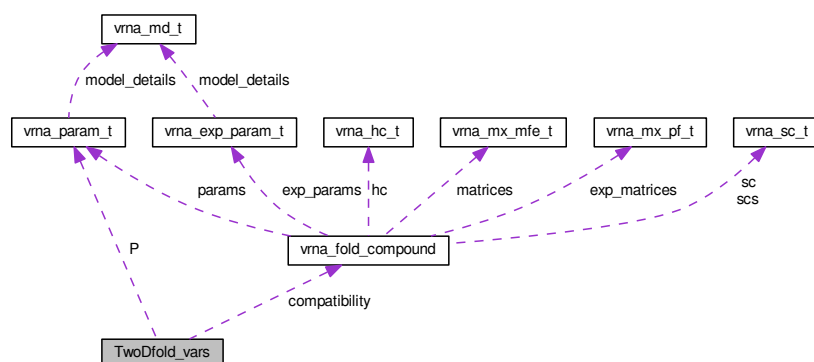 vrna_md_t
model_details
model_details
vrna_param_t
vrna_exp_param_t
vrna_hc_t
vrna_mx_mfe_t
vrna_mx_pf_t
vrna_sc_t
params
exp_params
hc
matrices
exp_matrices
sc
scs
P
vrna_fold_compound
compatibility
TwoDfold_vars